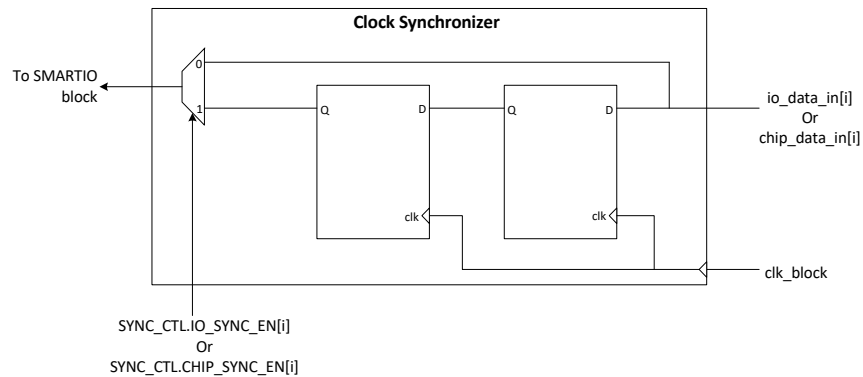 Clock Synchronizer
To SMARTIO
block
0
1
Q
D
Q
D
io_data_in[i]
Or
chip_data_in[i]
clk
clk
clk_block
SYNC_CTL.IO_SYNC_EN[i]
Or
SYNC_CTL.CHIP_SYNC_EN[i]